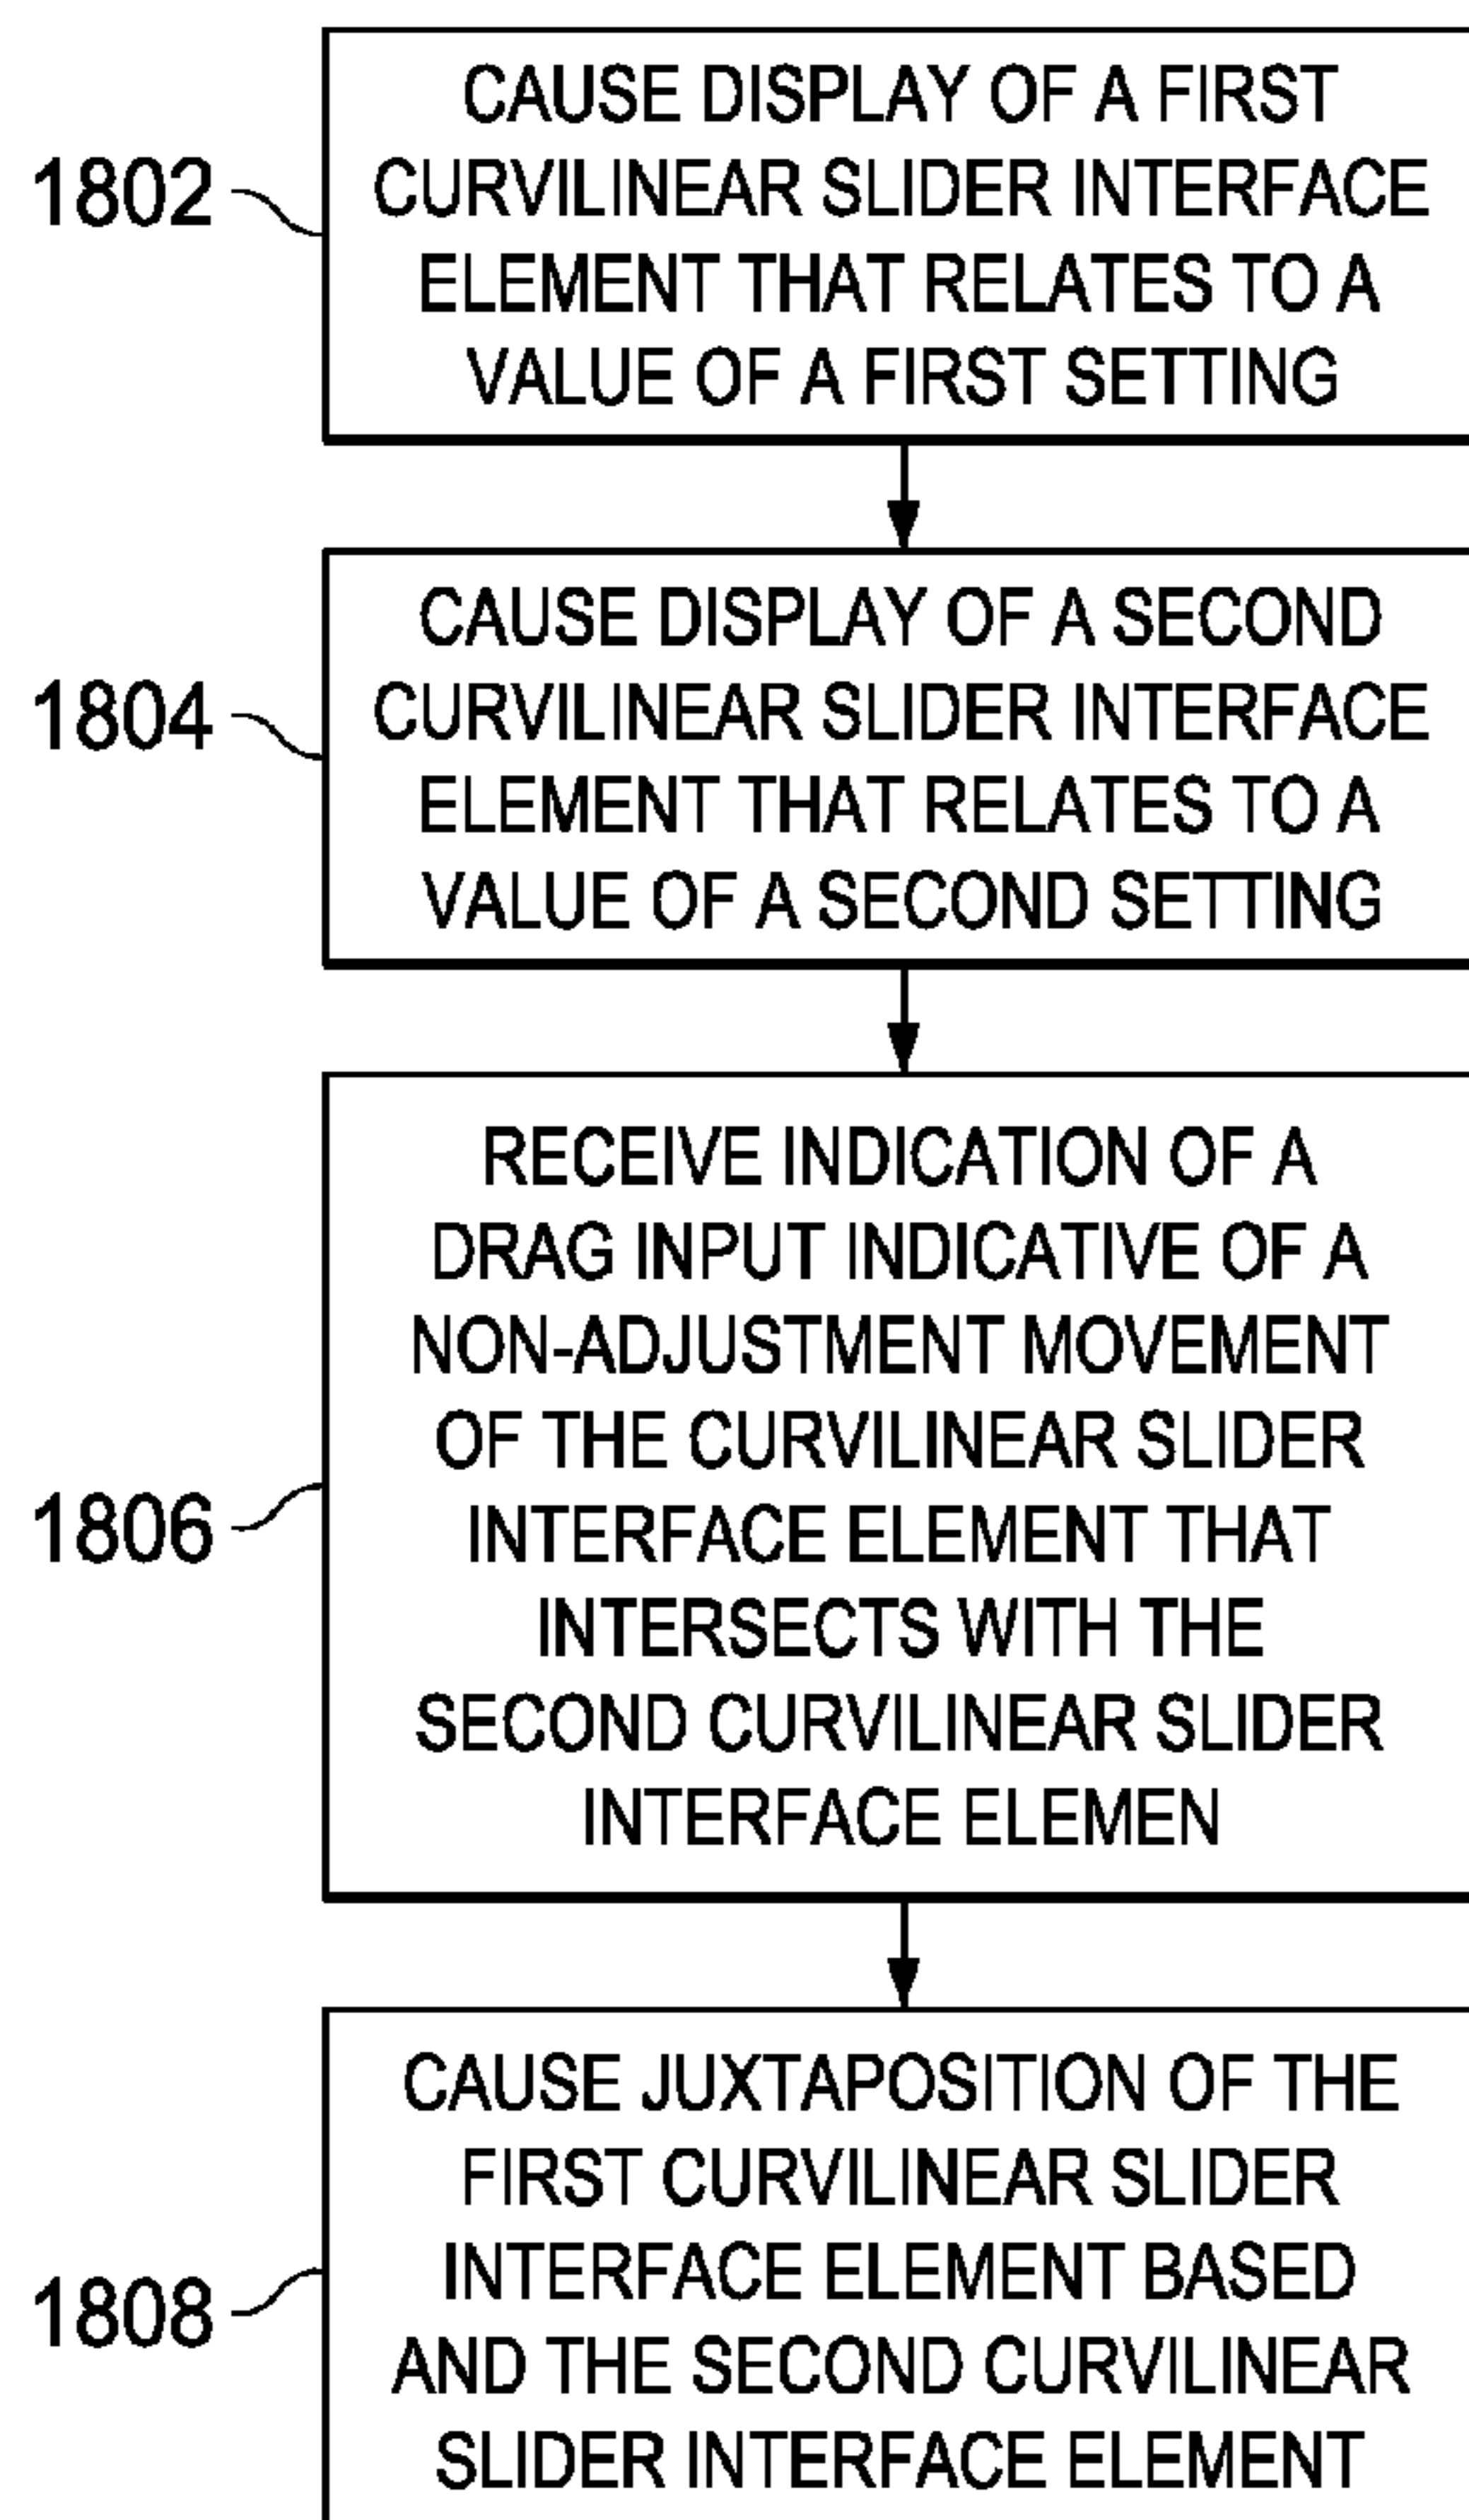 CAUSE DISPLAY OF A FIRST
CURVILINEAR SLIDER INTERFACE
ELEMENT THAT RELATES TO A
VALUE OF A FIRST SETTING
1802
CAUSE DISPLAY OF A SECOND
CURVILINEAR SLIDER INTERFACE
ELEMENT THAT RELATES TO A
VALUE OF A SECOND SETTING
1804
RECEIVE INDICATION OF A
DRAG INPUT INDICATIVE OF A
NON-ADJUSTMENT MOVEMENT
OF THE CURVILINEAR SLIDER
INTERFACE ELEMENT THAT
INTERSECTS WITH THE
SECOND CURVILINEAR SLIDER
INTERFACE ELEMEN
1806
CAUSE JUXTAPOSITION OF THE
FIRST CURVILINEAR SLIDER
INTERFACE ELEMENT BASED
AND THE SECOND CURVILINEAR
SLIDER INTERFACE ELEMENT
1808